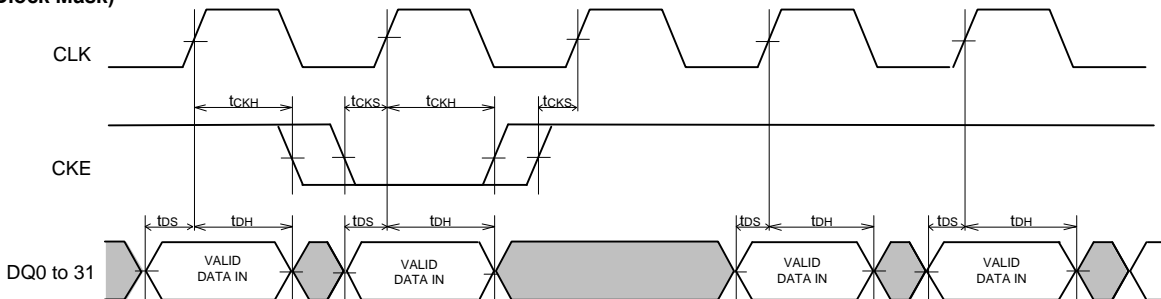 Clock Mask)
CLK
tCKH tCKS tCKH tCKS
CKE
tDS tDH tDS tDH tDS tDH tDS tDH
DQ0 to 31
VALID DATA IN
VALID DATA IN
VALID DATA IN
VALID DATA IN